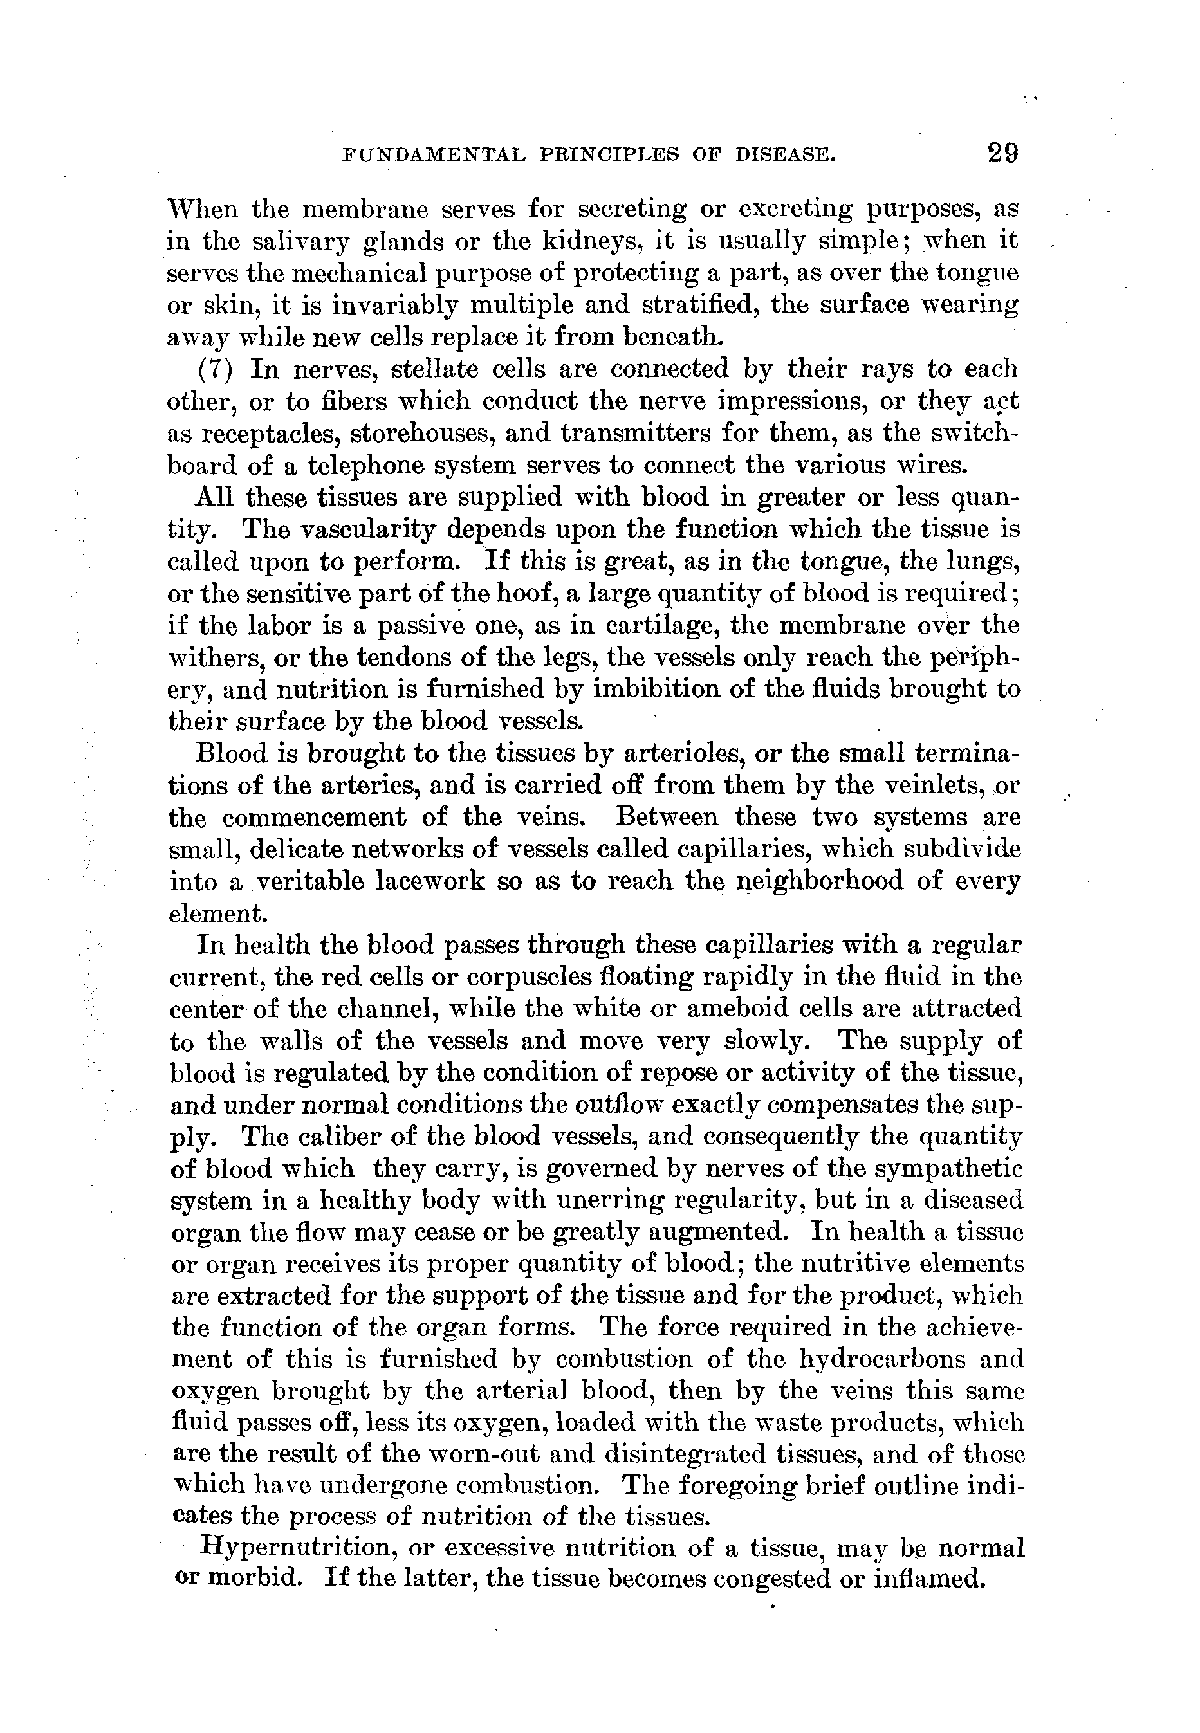 FUNDAMENTAL PRINCIPLES OF DISEASE. 29
When the membrane serves for secreting or excreting purposes, as
in the salivary glands or the kidneys, it is usually simple; when it
serves the mechanical purpose of protecting a part, as over the tongue
or skin, it is invariably multiple and stratified, the surface wearing
away while new cells replace it from beneath.
(7) In nerves, stellate cells are connected by their rays to each
other, or to fibers which conduct the nerve impressions, or they act
as receptacles, storehouses, and transmitters for them, as the switch-
board of a telephone system serves to connect the various wires.
All these tissues are supplied with blood in greater or less quan-
tity. The vascularity depends upon the function which the tissue is
called upon to perform. If this is great, as in the tongue, the lungs,
or the sensitive part of the hoof, a large quantity of blood is required;
if the labor is a passive one, as in cartilage, the membrane over the
withers, or the tendons of the legs, the vessels only reach the periph-
ery, and nutrition is furnished by imbibition of the fluids brought to
their surface by the blood vessels.
Blood is brought to the tissues by arterioles, or the small termina-
tions of the arteries, and is carried off from them by the veinlets, or
the commencement of the veins. Between these two systems are
small, delicate networks of vessels called capillaries, which subdivide
into a veritable lacework so as to reach the neighborhood of every
element.
In health the blood passes through these capillaries with a regular
current, the red cells or corpuscles floating rapidly in the fluid in the
center of the channel, while the white or ameboid cells are attracted
to the walls of the vessels and move very slowly. The supply of
blood is regulated by the condition of repose or activity of the tissue,
and under normal conditions the outflow exactly compensates the sup-
ply. The caliber of the blood vessels, and consequently the quantity
of blood which they carry, is governed by nerves of the sympathetic
system in a healthy body with unerring regularity, but in a diseased
organ the flow may cease or be greatly augmented. In health a tissue
or organ receives its proper quantity of blood; the nutritive elements
are extracted for the support of the tissue and for the product, which
the function of the organ forms. The force required in the achieve-
ment of this is furnished by combustion of the hydrocarbons and
oxygen brought by the arterial blood, then by the veins this same
fluid passes off, less its oxygen, loaded with the waste products, which
are the result of the worn-out and disintegrated tissues, and of those
which have undergone combustion. The foregoing brief outline indi-
cates the process of nutrition of the tissues.
Hypernutrition, or excessive nutrition of a tissue, may be normal
or morbid. If the latter, the tissue becomes congested or inflamed.